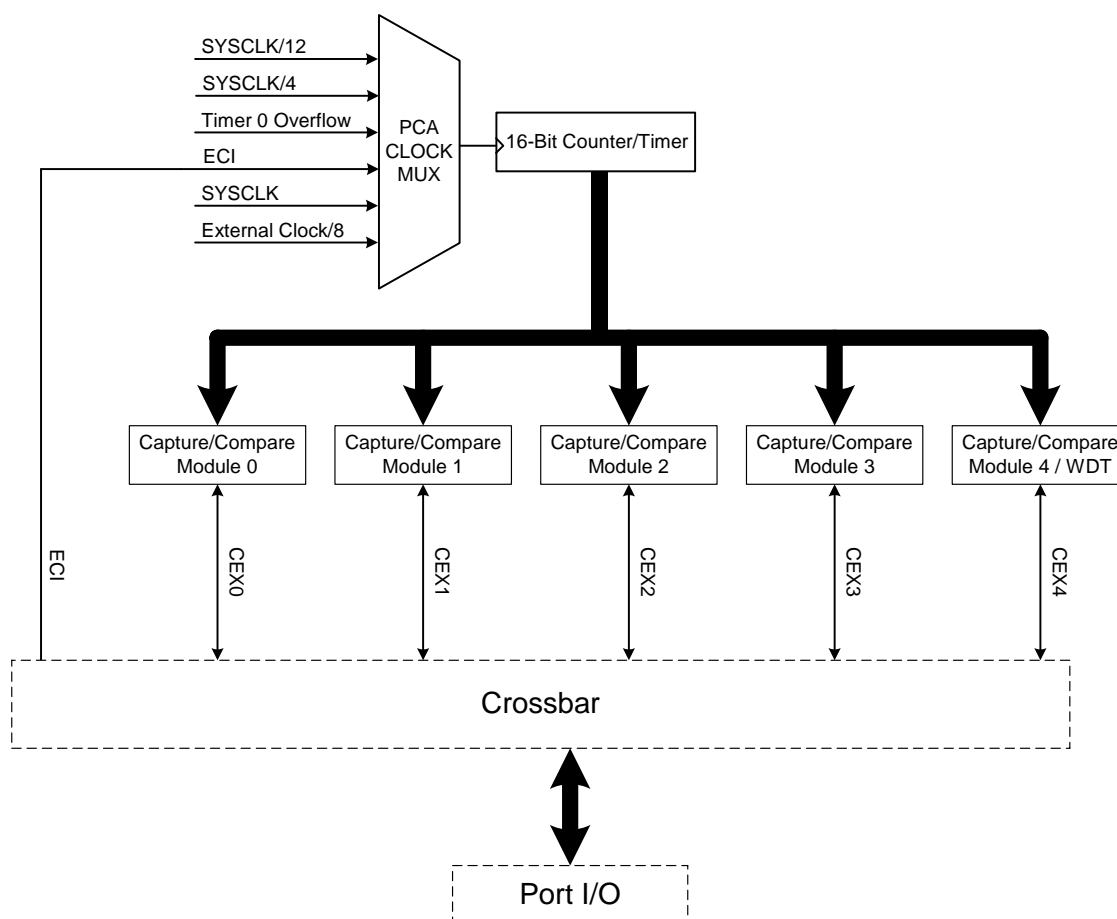 SYSCLK/12
SYSCLK/4
Timer 0 Overflow
ECI
SYSCLK
External Clock/8
PCA
CLOCK
MUX
16-Bit Counter/Timer
Capture/Compare
Module 0
Capture/Compare
Module 1
Capture/Compare
Module 2
Capture/Compare
Module 3
Capture/Compare
Module 4 / WDT
ECI
CEX0
CEX1
CEX2
CEX3
CEX4
Crossbar
Port I/O